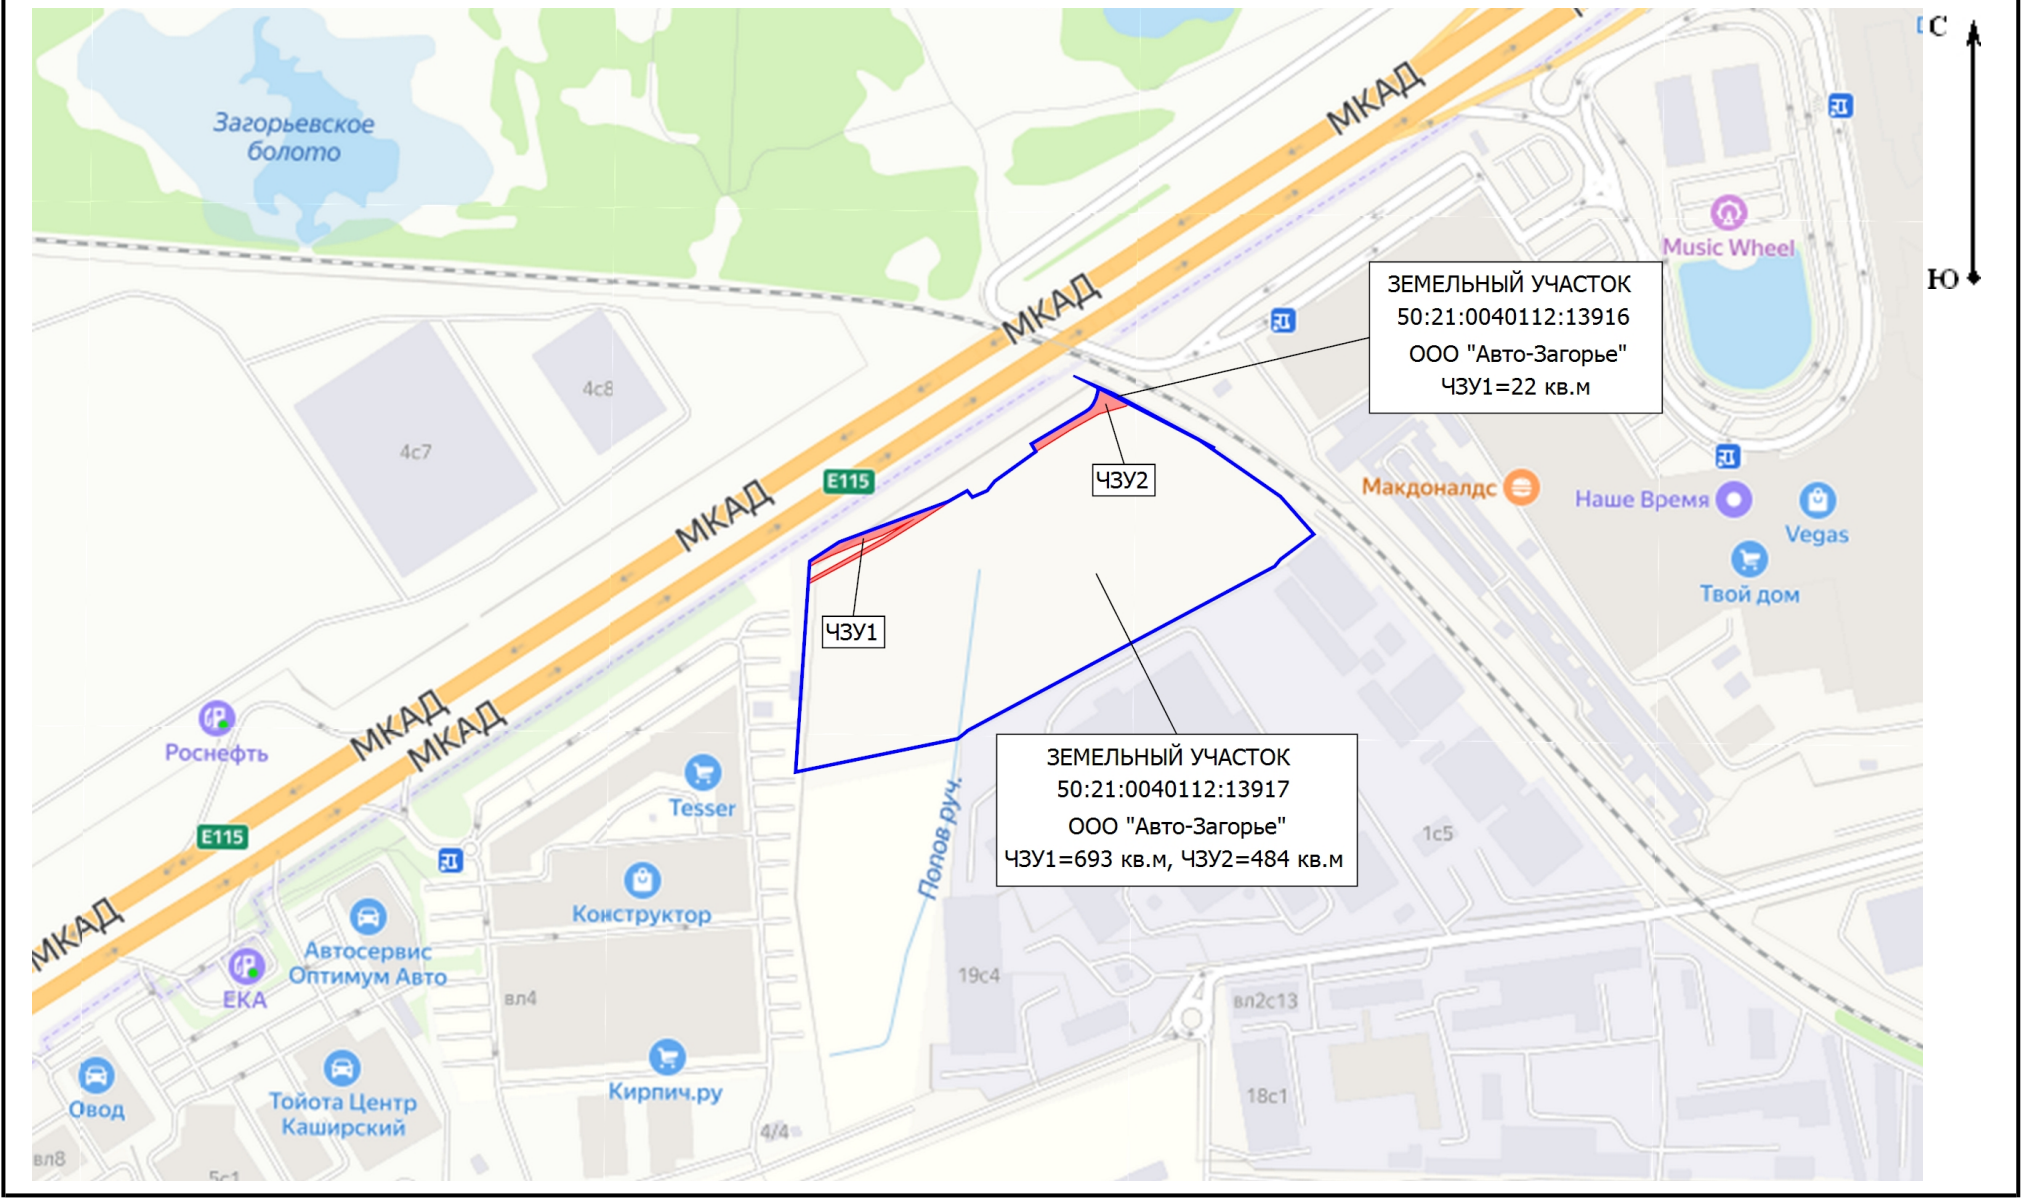 С
Ю
Загорьевское
болото
МКАД
Music Wheel
ЗЕМЕЛЬНЫЙ УЧАСТОК
50:21:0040112:13916
ООО "Авто-Загорье"
ЧЗУ1=22 кв.м
МКАД
4с8
4с7
E115
ЧЗУ2
МКАД
Макдоналдс
Наше Время
Vegas
Твой дом
ЧЗУ1
МКАД
МКАД
Роснефть
ЗЕМЕЛЬНЫЙ УЧАСТОК
50:21:0040112:13917
ООО "Авто-Загорье"
ЧЗУ1=693 кв.м, ЧЗУ2=484 кв.м
Tesser
E115
Попов руч.
1с5
МКАД
Конструктор
Автосервис
Оптимум Авто
ЕКА
вл4
19с4
вл2с13
Овод
Тойота Центр
Каширский
Кирпич.ру
18с1
4/4
вл8
5с1